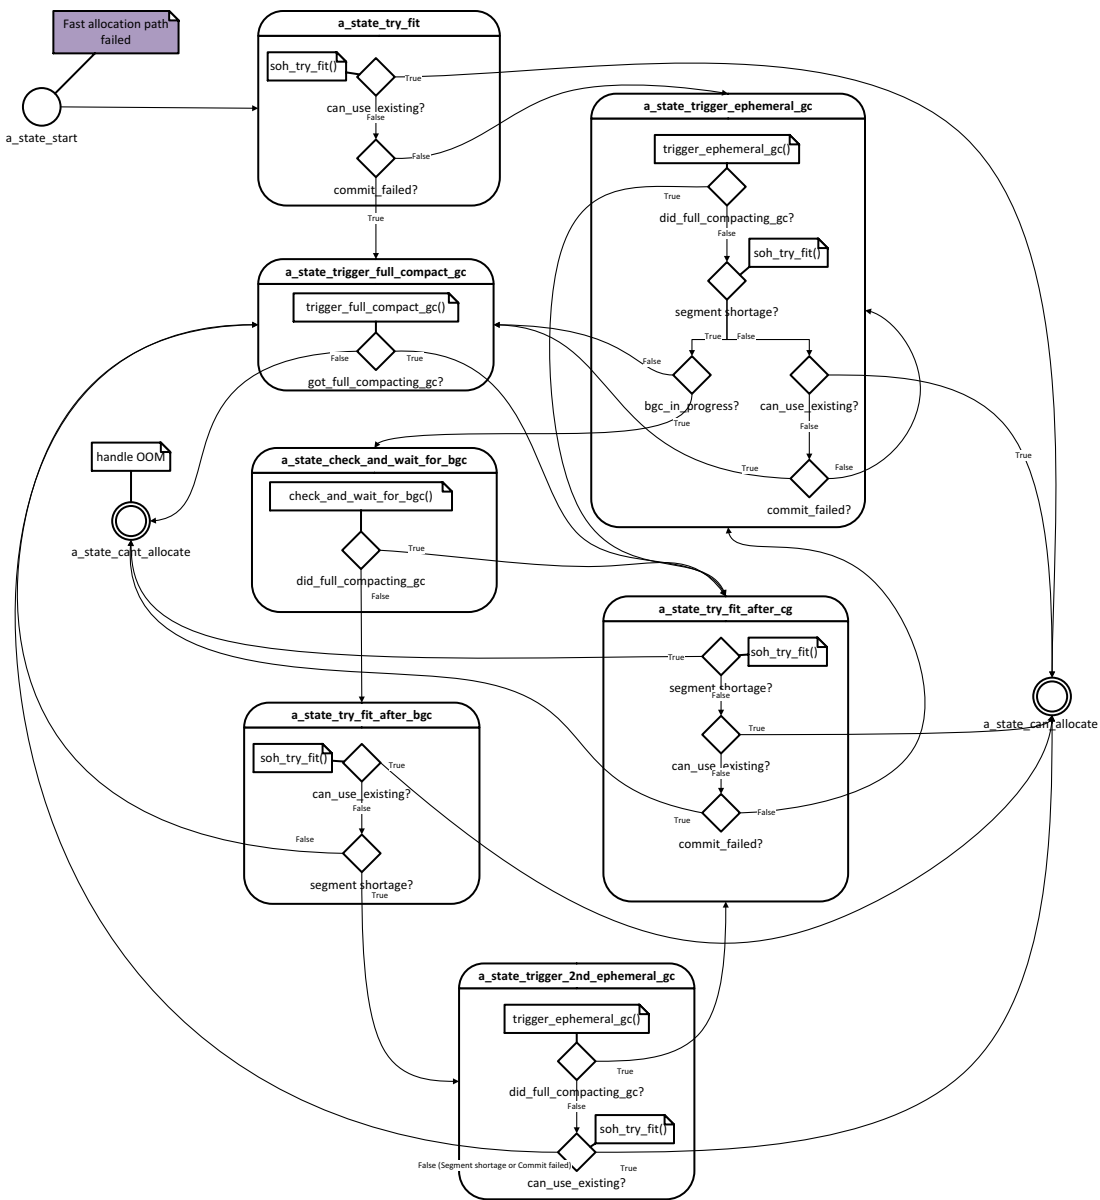 Fast allocation path
failed
a_state_start
a_state_try_fit
soh_try_fit()
True
can_use_existing?
False
False
commit_failed?
True
a_state_trigger_ephemeral_gc
trigger_ephemeral_gc()
True
did_full_compacting_gc?
False
soh_try_fit()
segment shortage?
True
False
False
bgc_in_progress?
True
can_use_existing?
True
False
True
False
commit_failed?
a_state_trigger_full_compact_gc
trigger_full_compact_gc()
False
True
got_full_compacting_gc?
handle OOM
a_state_cant_allocate
a_state_check_and_wait_for_bgc
check_and_wait_for_bgc()
True
did_full_compacting_gc
False
a_state_try_fit_after_cg
soh_try_fit()
True
segment shortage?
False
True
can_use_existing?
False
True
False
commit_failed?
a_state_can_allocate
a_state_try_fit_after_bgc
soh_try_fit()
True
can_use_existing?
False
False
segment shortage?
True
a_state_trigger_2nd_ephemeral_gc
trigger_ephemeral_gc()
True
did_full_compacting_gc?
False
soh_try_fit()
False (Segment shortage or Commit failed)
True
can_use_existing?